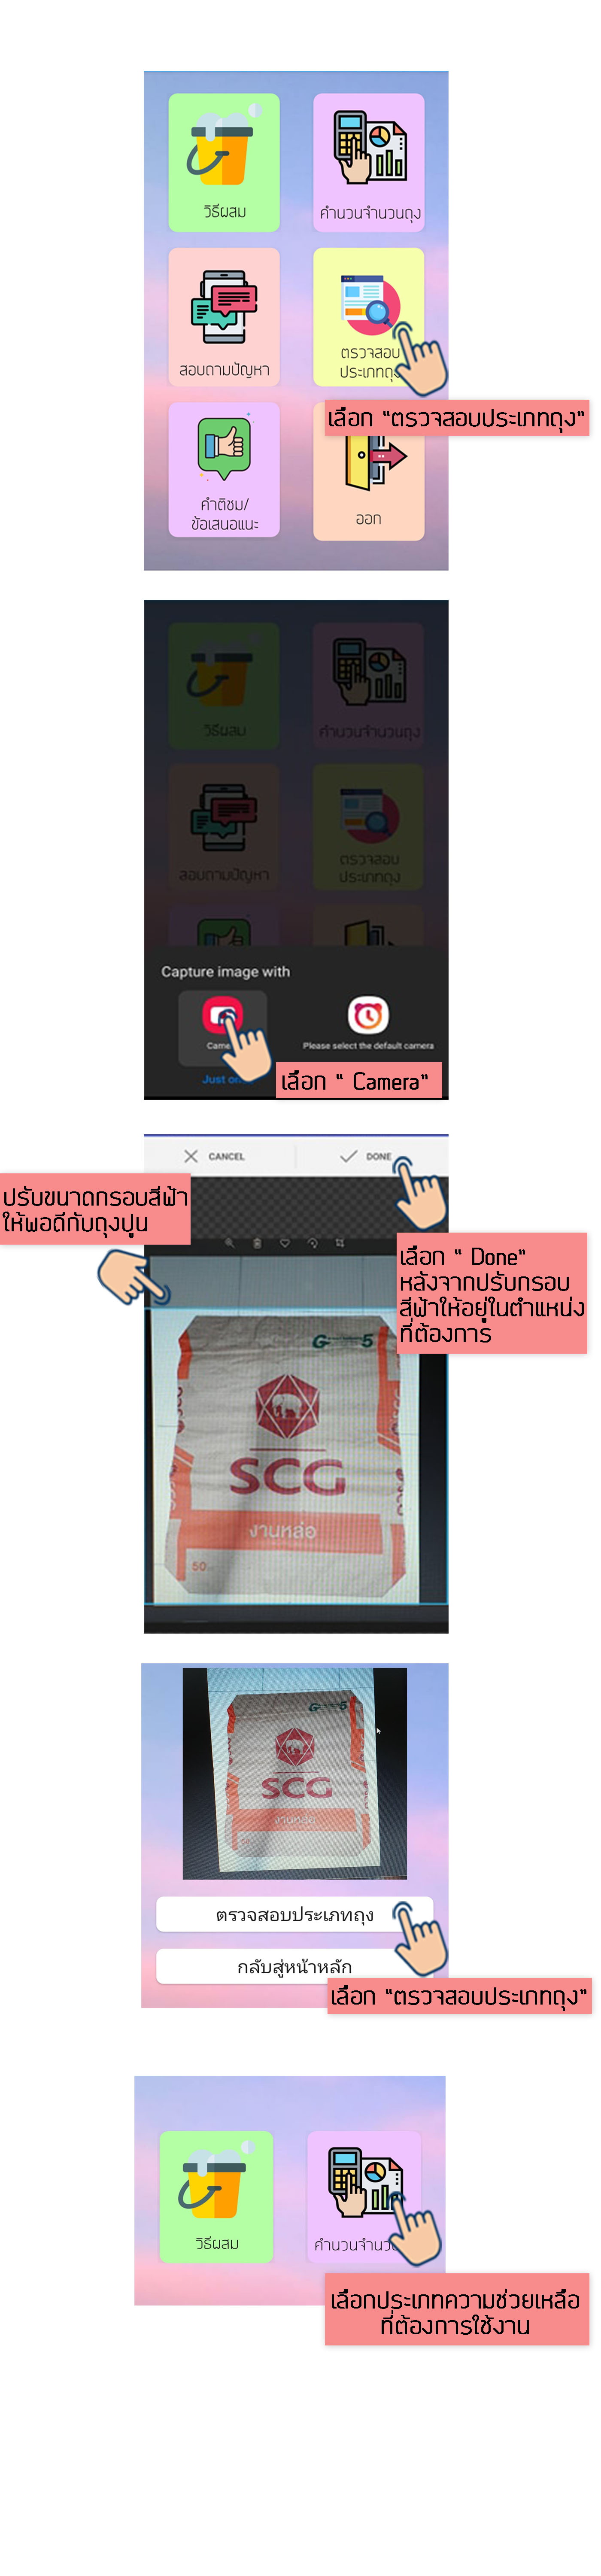 วิธีผสม
คำนวนจำนวนถุง
สอบถามปัญหา
ตรวจสอบ
ประเภทถุง
เลือก “ตรวจสอบประเภทถุง”
คำติชม/
ข้อเสนอแนะ
ออก
วิธีผสม
คำนวนจำนวนถุง
สอบถามปัญหา
ตรวจสอบ
ประเภทถุง
Capture image with
Please select the default camera
Just
เลือก “ Camera”
CANCEL
DONE
ปรับขนาดกรอบสีฟ้า
ให้พอดีกับถุงปูน
เลือก “ Done”
หลังจากปรับกรอบ
สีฟ้าให้อยู่ในตำแหน่ง
ที่ต้องการ
5
SCG
งานหล่อ
50
5
SCG
งานหล่อ
50
ตรวจสอบประเภทถุง
กลับสู่หน้าหลัก
เลือก “ตรวจสอบประเภทถุง”
วิธีผสม
คำนวนจำนว
เลือกประเภทความช่วยเหลือ
ที่ต้องการใช้งาน